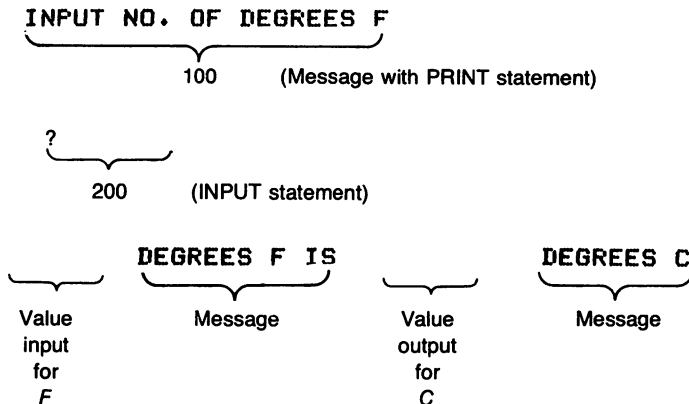 INPUT NO. OF DEGREES F
100 (Message with PRINT statement)
?
200 (INPUT statement)
DEGREES F IS DEGREES C
Value input for F Message Value output for C Message